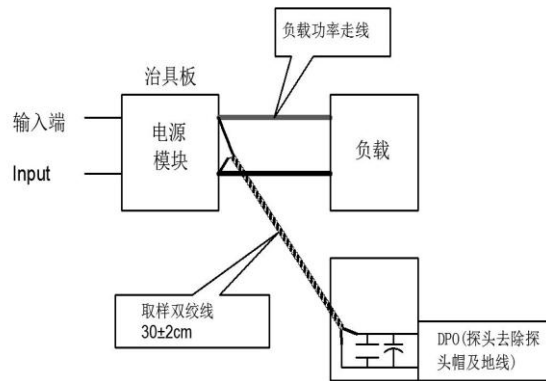 负载功率走线
治具板
输入端
Input
电源
模块
负载
取样双绞线
30±2cm
DPO(探头去除探
头帽及地线)